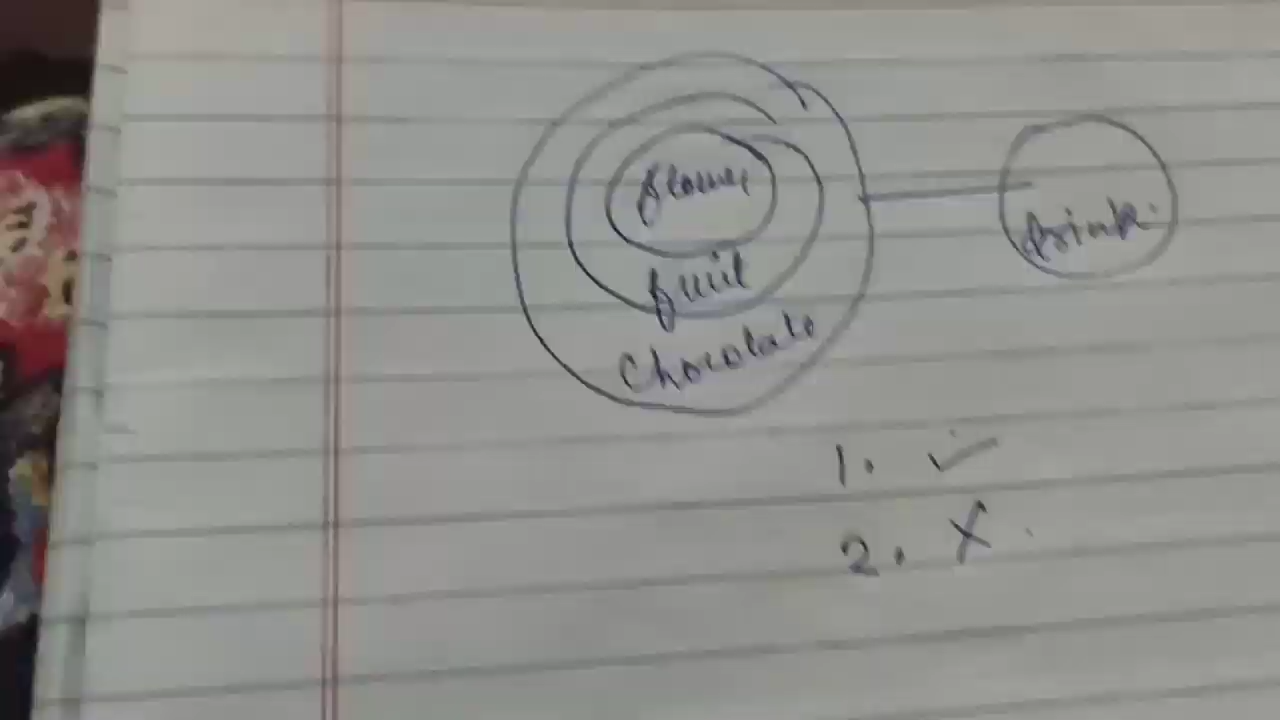 flower
fruit
Chocolate
Drink.
1. ✓
2. X.